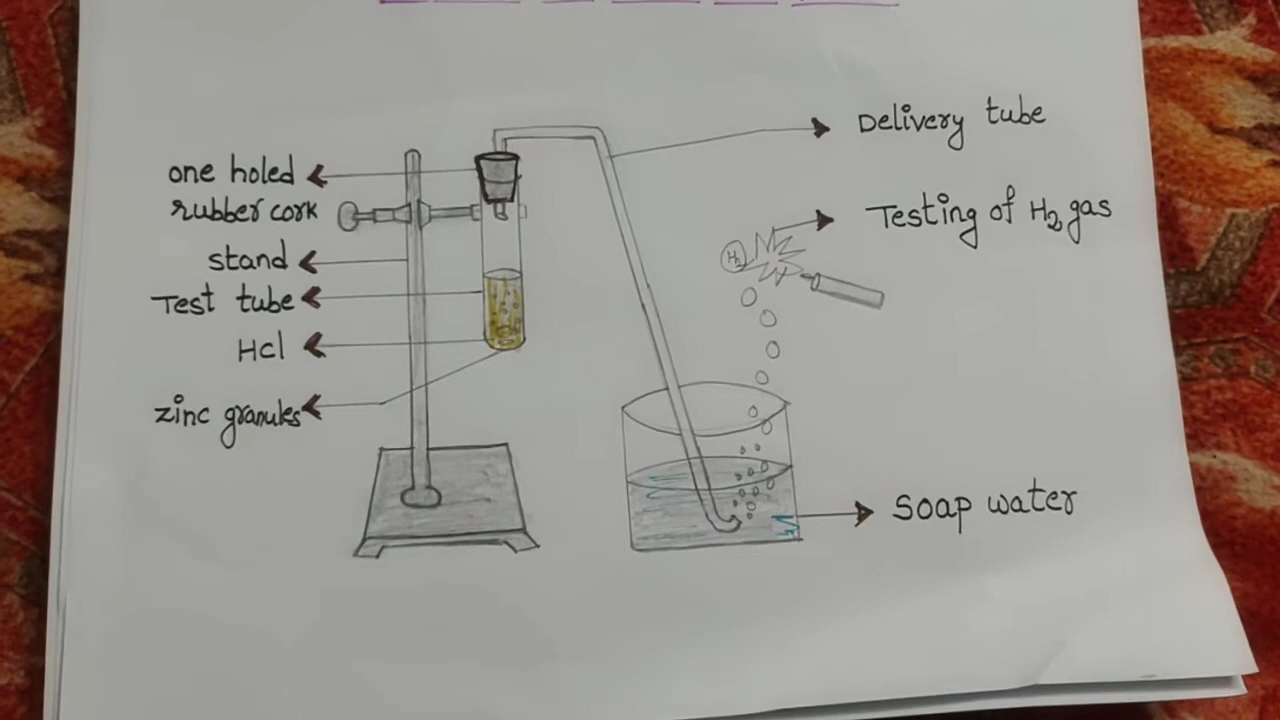 one holed
rubber cork
stand
Test tube
Hcl
zinc granules
Delivery tube
Testing of H2 gas
H2
Soap water